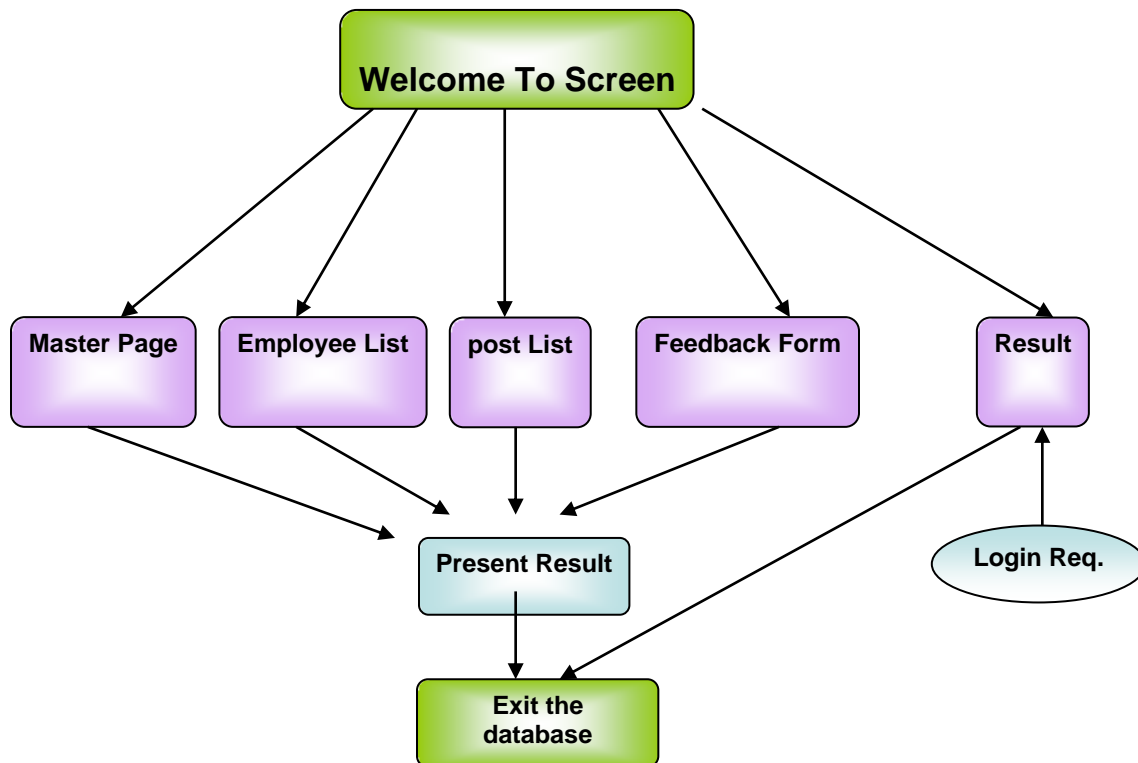 Welcome To Screen
Master Page
Employee List
post List
Feedback Form
Result
Present Result
Login Req.
Exit the
database